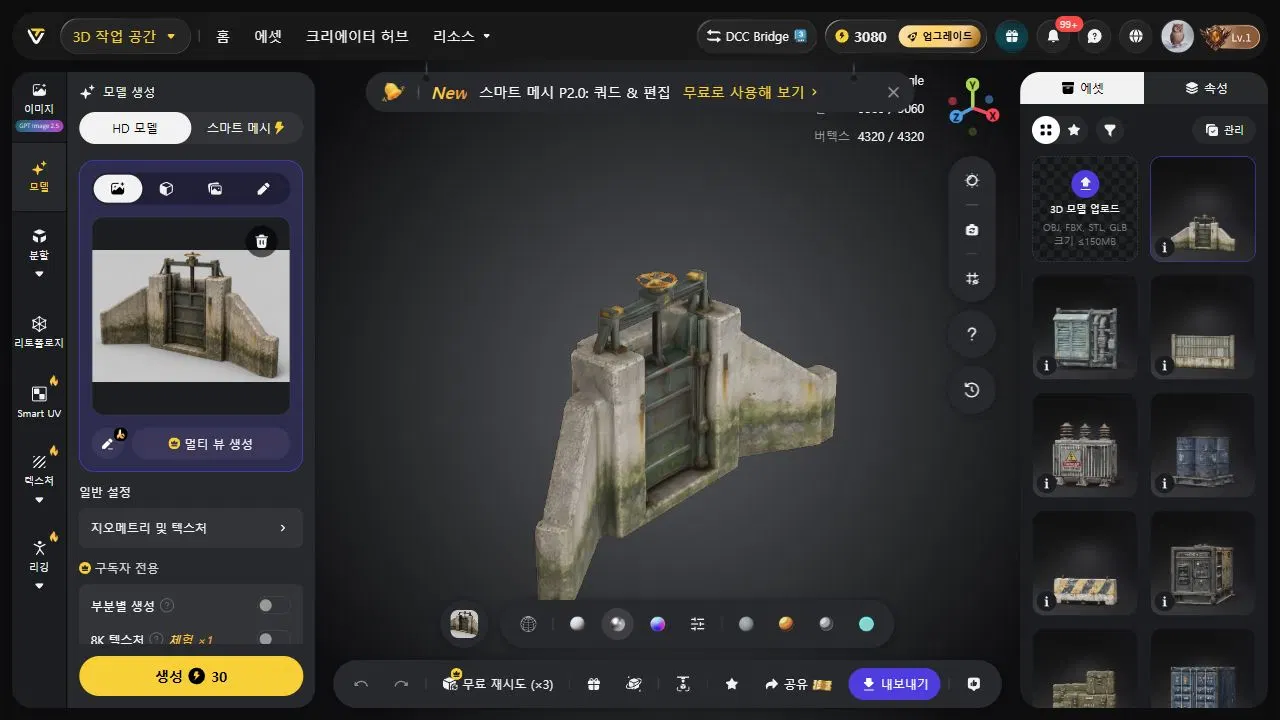 3D 작업 공간
홈
에셋
크리에이터 허브
리소스
DCC Bridge
3080
업그레이드
99+
Lv.1
이미지
GPT Image 2.5
모델
분할
리토폴로지
Smart UV
텍스처
리깅
모델 생성
HD 모델
스마트 메시
멀티 뷰 생성
일반 설정
지오메트리 및 텍스처
구독자 전용
부분별 생성
8K 텍스처 체험 ×1
생성 30
New 스마트 메시 P2.0: 쿼드 & 편집 무료로 사용해 보기
버텍스 4320 / 4320
무료 재시도 (×3)
공유
내보내기
에셋
속성
관리
3D 모델 업로드
OBJ, FBX, STL, GLB
크기 ≤150MB